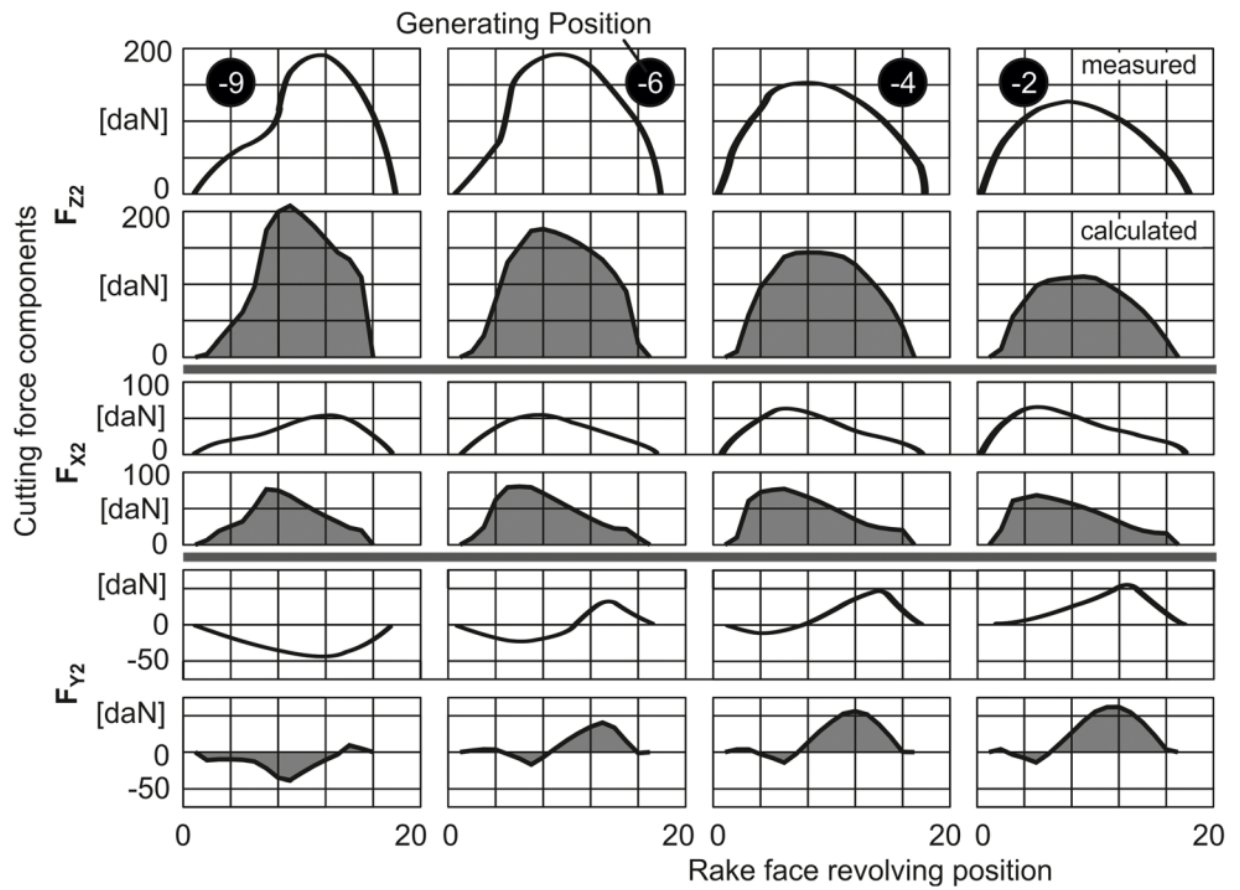 Generating Position
200
-9
-6
-4
-2
measured
[daN]
0
200
calculated
[daN]
0
Cutting force components
FZ2
100
[daN]
0
FX2
100
[daN]
0
[daN]
0
-50
FY2
[daN]
0
-50
0 20 0 20 0 20 0 20
Rake face revolving position